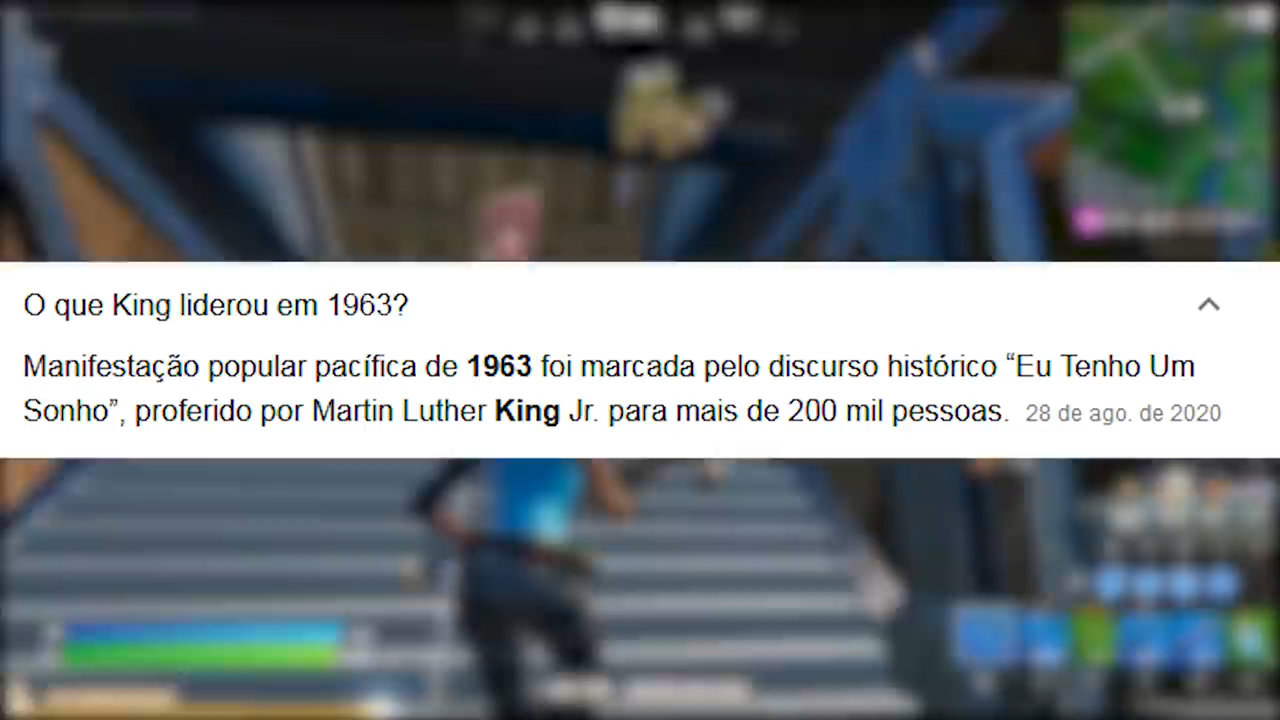 O que King liderou em 1963?
Manifestação popular pacífica de 1963 foi marcada pelo discurso histórico “Eu Tenho Um
Sonho”, proferido por Martin Luther King Jr. para mais de 200 mil pessoas. 28 de ago. de 2020